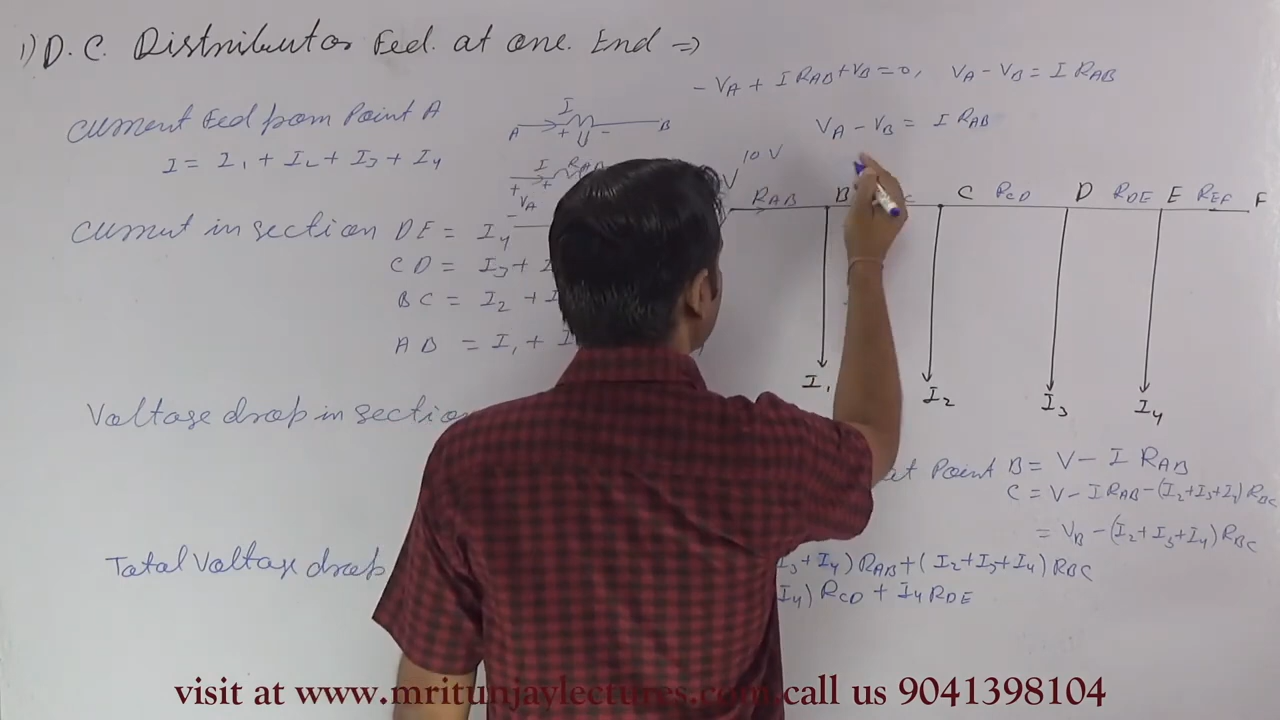 1) D. C. Distributor Fed. at one. End ⇒
- VA + I RAB + VB = 0, VA - VB = I RAB
Current Fed from Point A
I = I1 + I2 + I3 + I4
I
A + - B
VA - VB = I RAB
I
+ + VA -
V 10 V
RAB B C RCD D RDE E REF F
Current in section DE = I4
CD = I3 +
BC = I2 +
AB = I1 +
I1 I2 I3 I4
Voltage drop in section
at Point B = V - I RAB
C = V - I RAB - (I2+I3+I4) RBC
= VB - (I2+I3+I4) RBC
Total Voltage drop I3 + I4) RAB + (I2+I3+I4) RBC
I4) RCD + I4 RDE
visit at www.mritunjaylectures.com,call us 9041398104